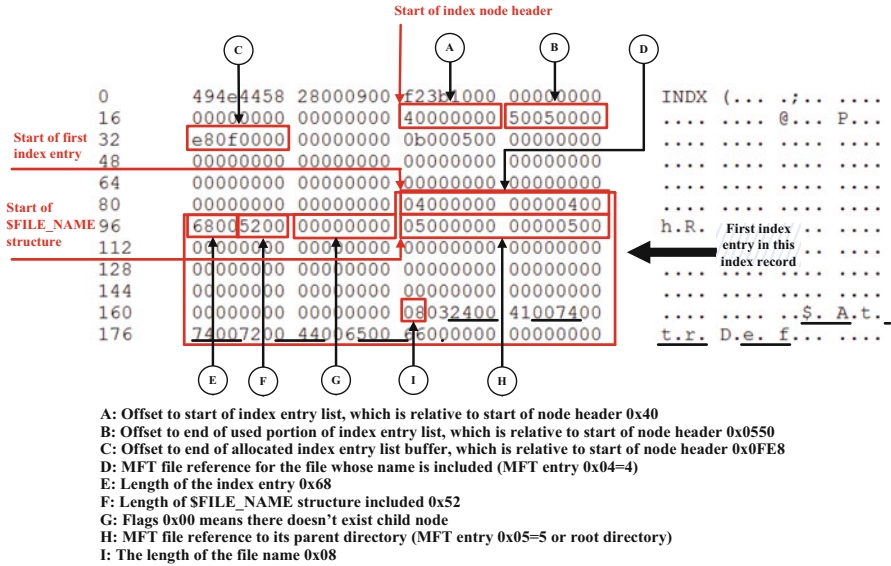 Start of index node header
C
A
B
D
0 494e4458 28000900 f23b1000 00000000 INDX (... .;.. ....
16 00000000 00000000 40000000 50050000 .... .... @... P...
Start of first
index entry
32 e80f0000 00000000 0b000500 00000000 .... .... .... ....
48 00000000 00000000 00000000 00000000 .... .... .... ....
64 00000000 00000000 00000000 00000000 .... .... .... ....
80 00000000 00000000 04000000 00000400 .... .... .... ....
Start of
$FILE_NAME
structure
96 68005200 00000000 05000000 00000500 h.R.
First index
entry in this
index record
112 00000000 00000000 00000000 00000000
128 00000000 00000000 00000000 00000000 .... .... .... ....
144 00000000 00000000 00000000 00000000 .... .... .... ....
160 00000000 00000000 08032400 41007400 .... .... ..$. A.t.
176 74007200 44006500 66000000 00000000 t.r. D.e. f... ....
E
F
G
I
H
A: Offset to start of index entry list, which is relative to start of node header 0x40
B: Offset to end of used portion of index entry list, which is relative to start of node header 0x0550
C: Offset to end of allocated index entry list buffer, which is relative to start of node header 0x0FE8
D: MFT file reference for the file whose name is included (MFT entry 0x04=4)
E: Length of the index entry 0x68
F: Length of $FILE_NAME structure included 0x52
G: Flags 0x00 means there doesn't exist child node
H: MFT file reference to its parent directory (MFT entry 0x05=5 or root directory)
I: The length of the file name 0x08